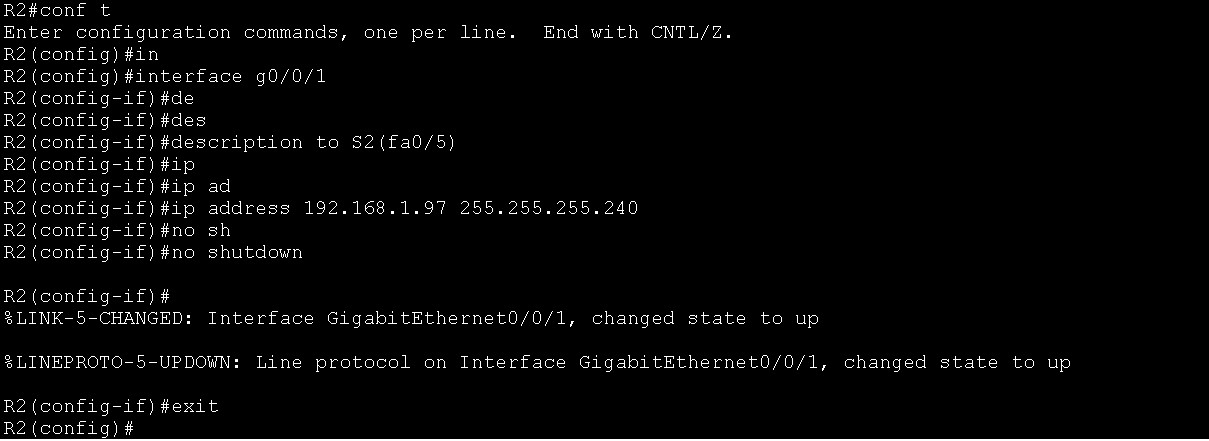 R2#conf t
Enter configuration commands, one per line.  End with CNTL/Z.
R2(config)#in
R2(config)#interface g0/0/1
R2(config-if)#de
R2(config-if)#des
R2(config-if)#description to S2(fa0/5)
R2(config-if)#ip
R2(config-if)#ip ad
R2(config-if)#ip address 192.168.1.97 255.255.255.240
R2(config-if)#no sh
R2(config-if)#no shutdown
R2(config-if)#
%LINK-5-CHANGED: Interface GigabitEthernet0/0/1, changed state to up
%LINEPROTO-5-UPDOWN: Line protocol on Interface GigabitEthernet0/0/1, changed state to up
R2(config-if)#exit
R2(config)#